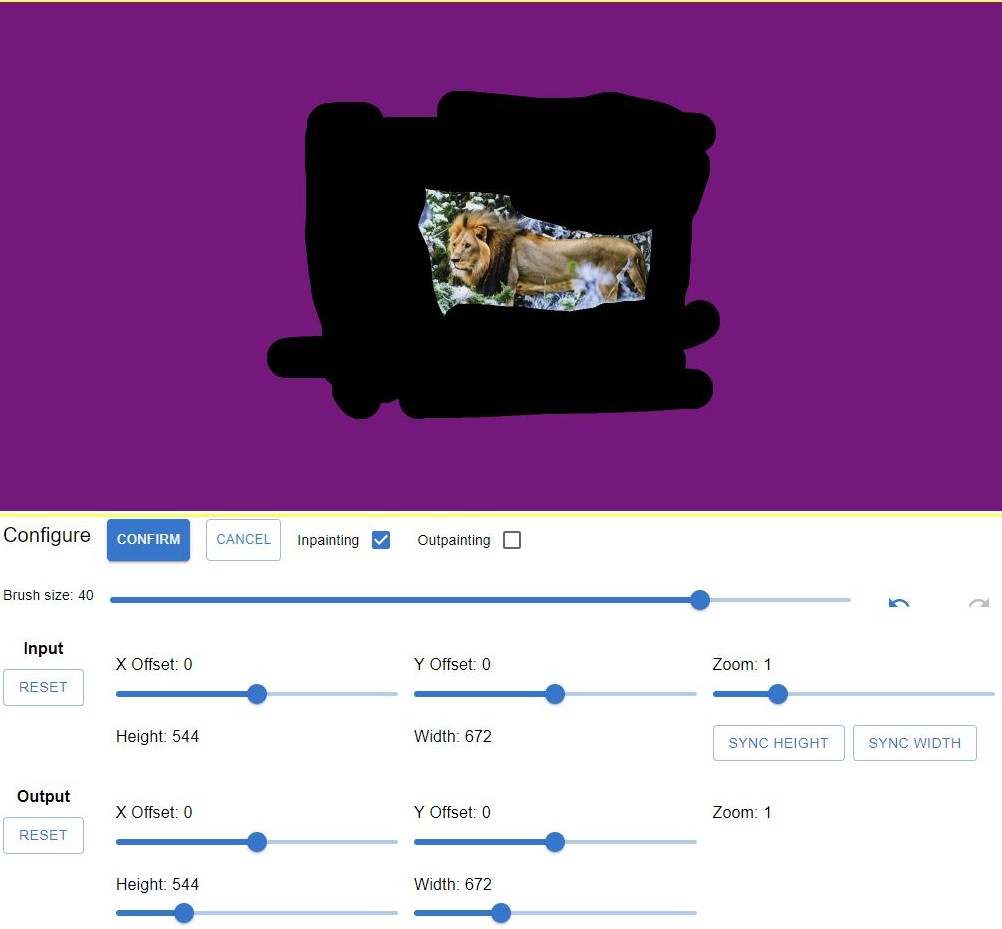 Configure CONFIRM CANCEL Inpainting Outpainting
Brush size: 40
Input
RESET
X Offset: 0 Y Offset: 0 Zoom: 1
Height: 544 Width: 672 SYNC HEIGHT SYNC WIDTH
Output
RESET
X Offset: 0 Y Offset: 0 Zoom: 1
Height: 544 Width: 672